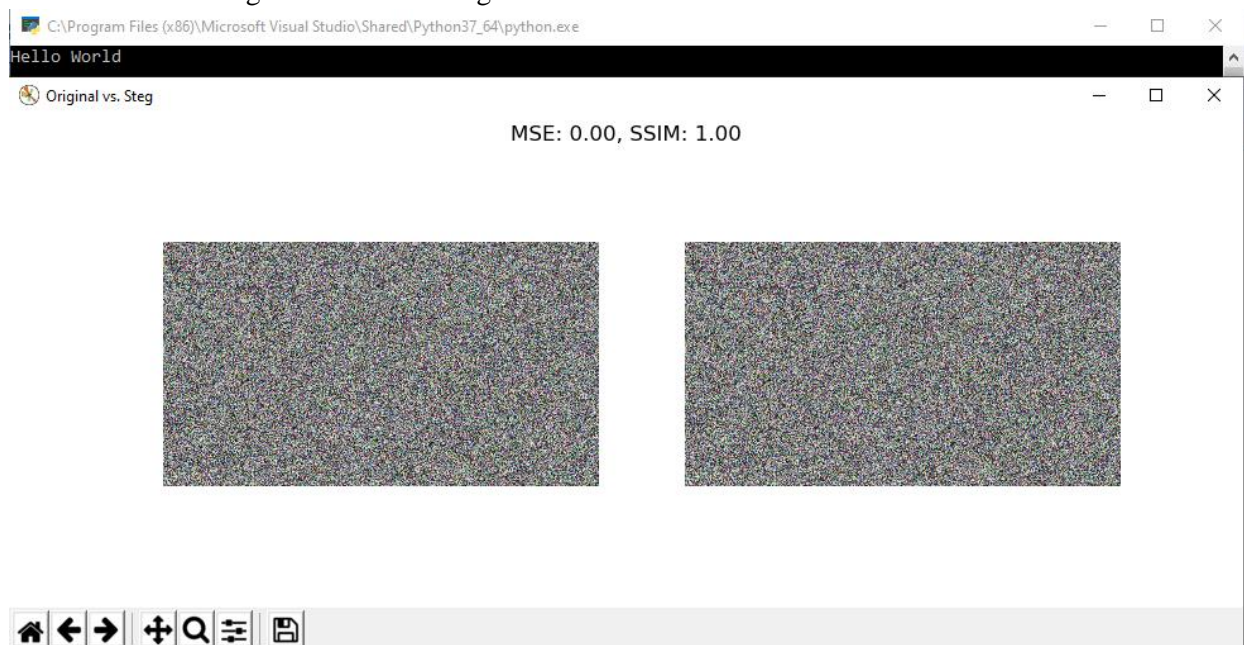 C:\Program Files (x86)\Microsoft Visual Studio\Shared\Python37_64\python.exe
Hello World
Original vs. Steg
MSE: 0.00, SSIM: 1.00